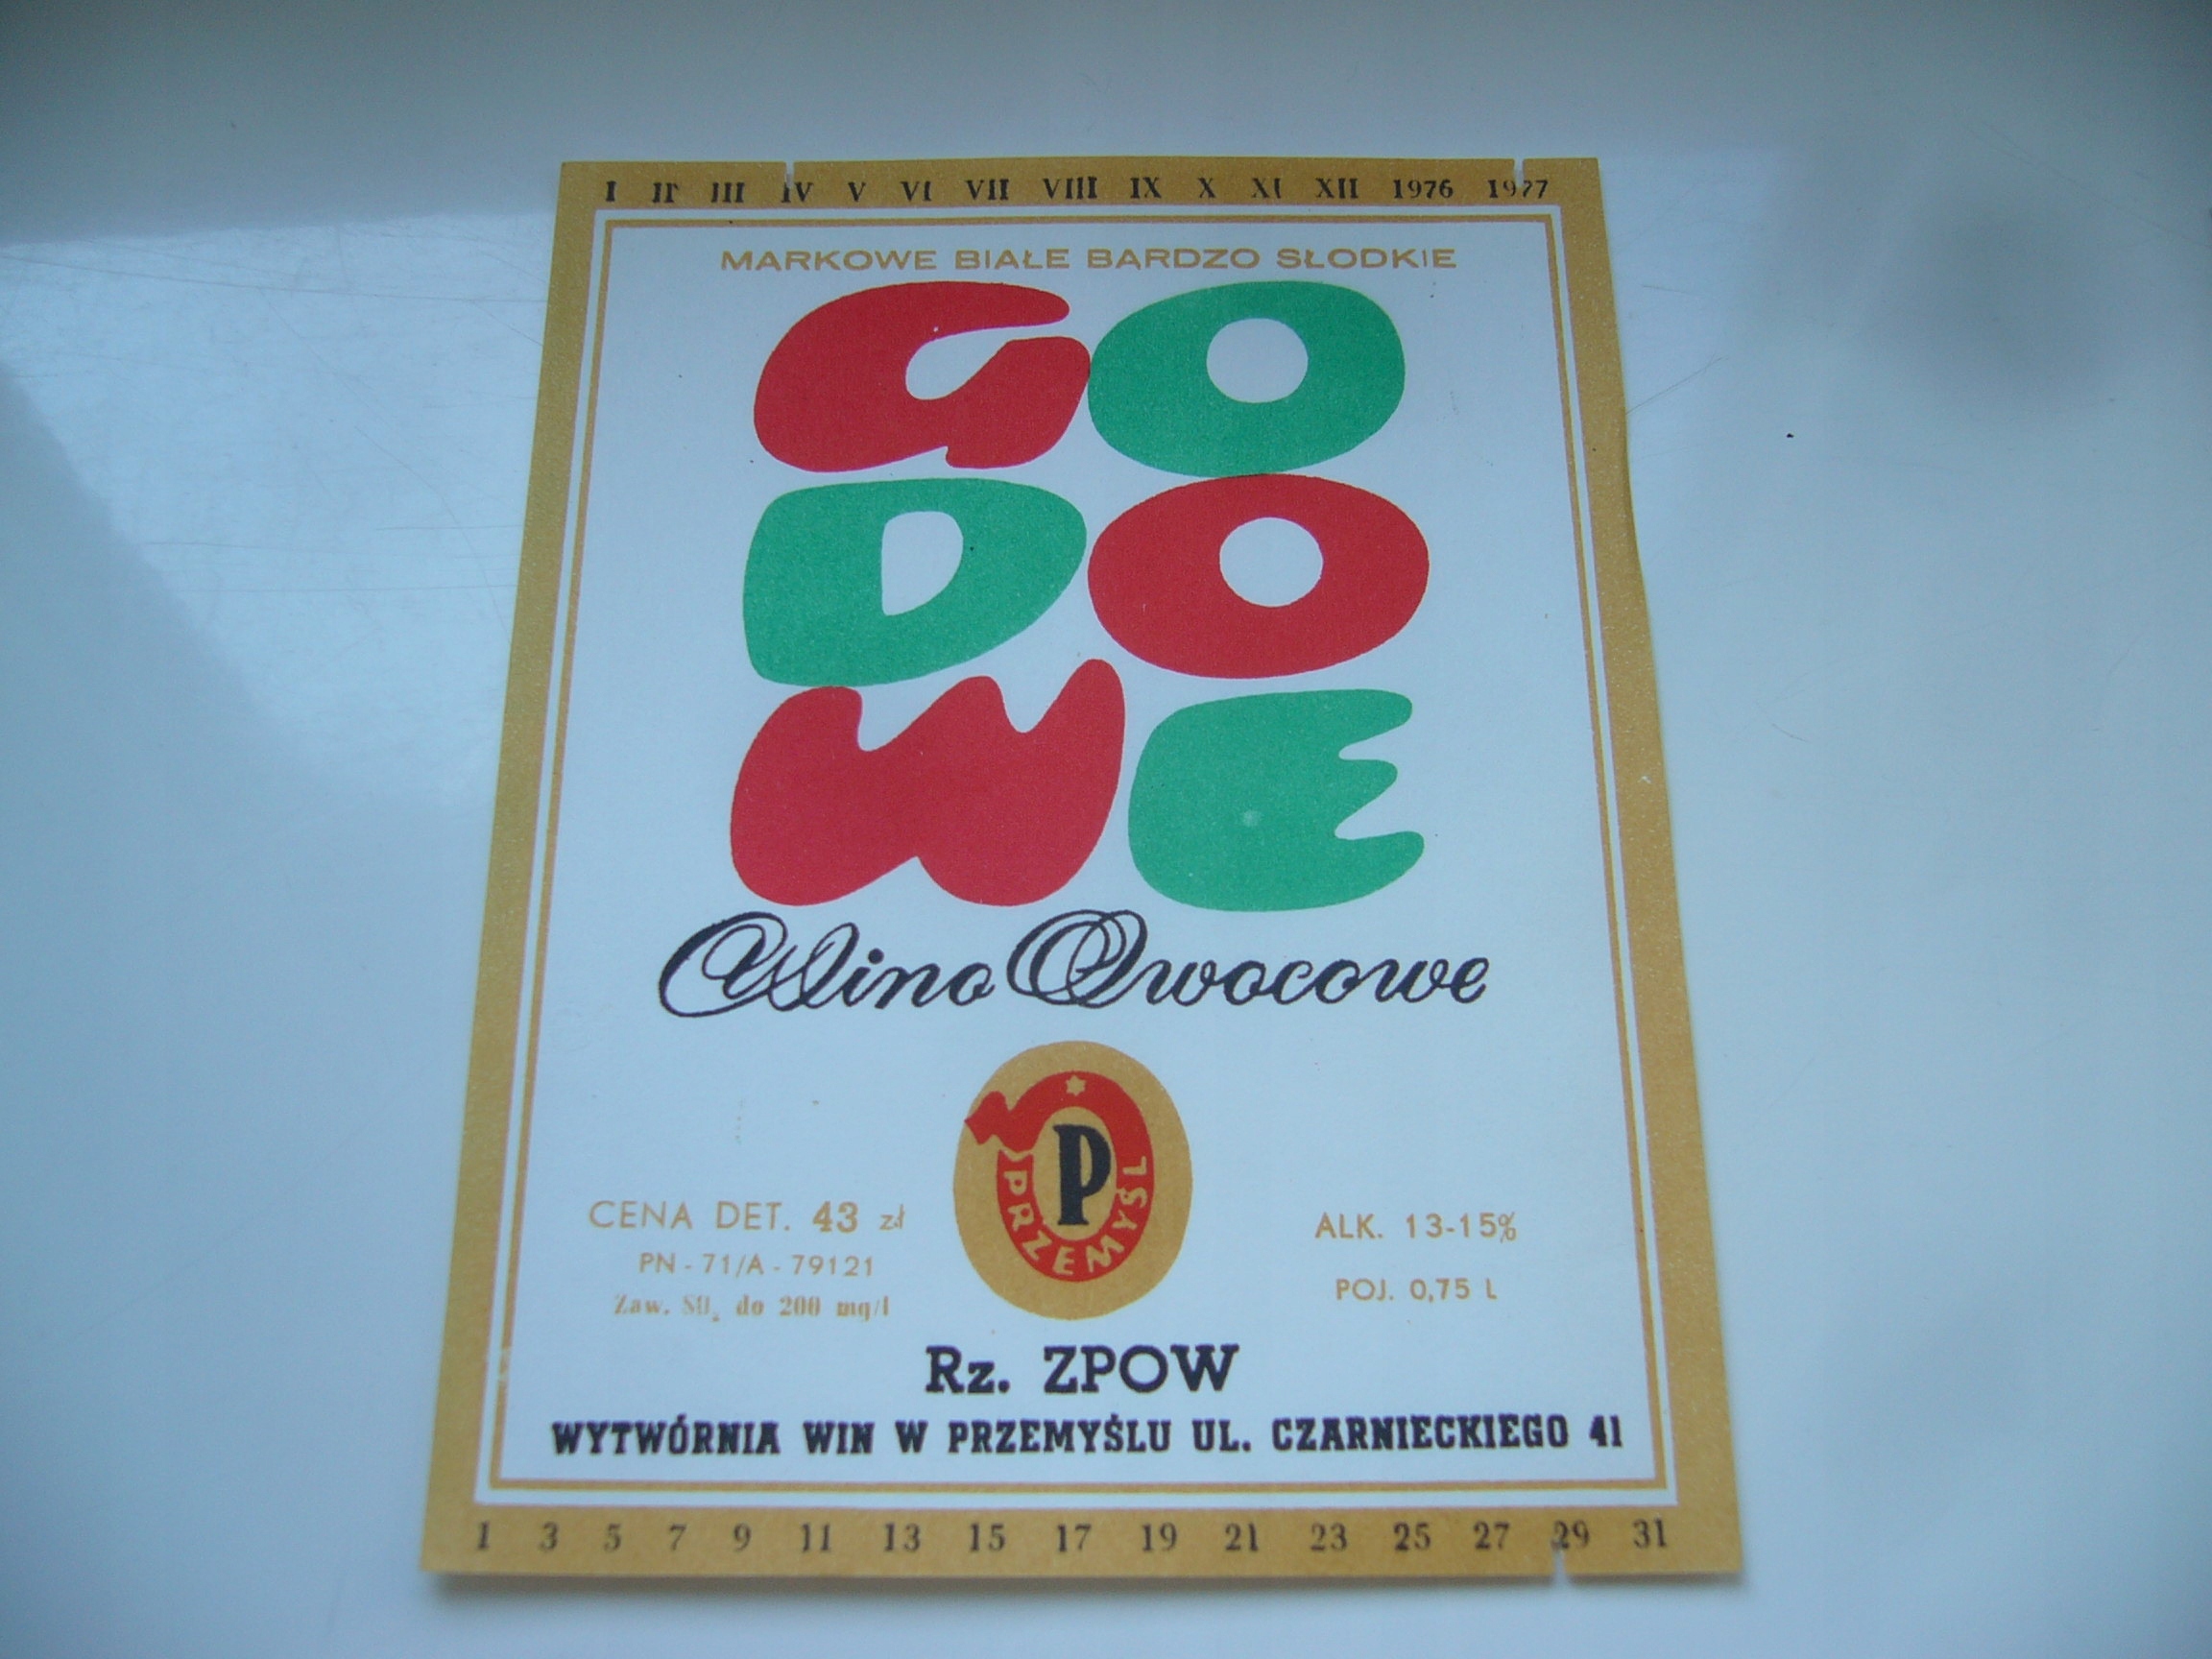 I II III IV V VI VII VIII IX X XI XII 1976 1977
MARKOWE BIAŁE BARDZO SŁODKIE
GO
DO
WE
Wino Owocowe
P
PRZEMYŚL
CENA DET. 43 zł
PN - 71/A - 79121
Zaw. SO₂ do 200 mg/l
ALK. 13-15%
POJ. 0,75 L
Rz. ZPOW
WYTWÓRNIA WIN W PRZEMYŚLU UL. CZARNIECKIEGO 41
1 3 5 7 9 11 13 15 17 19 21 23 25 27 29 31